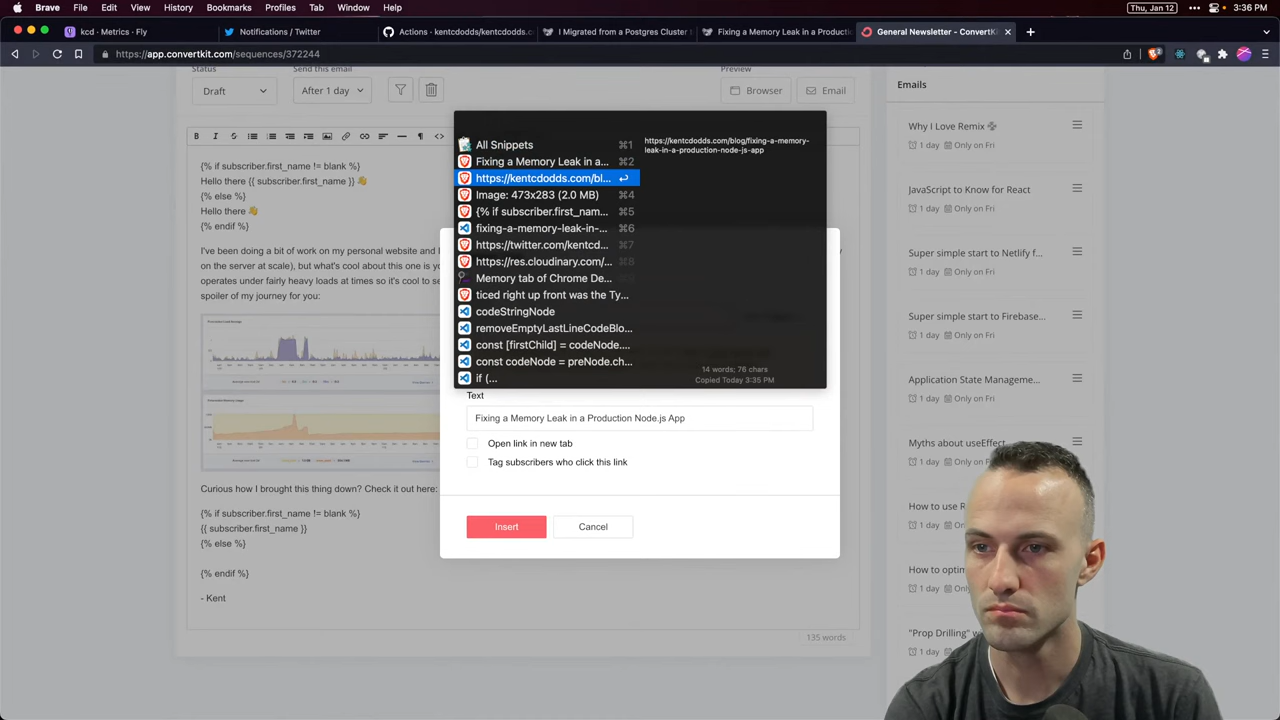 Brave File Edit View History Bookmarks Profiles Tab Window Help Thu, Jan 12 3:36 PM
kcd - Metrics - Fly
Notifications / Twitter
Actions · kentcdodds/kentcdodds.c
I Migrated from a Postgres Cluster
Fixing a Memory Leak in a Producti
General Newsletter - ConvertKi
https://app.convertkit.com/sequences/372244
Status
Draft
Send this email
After 1 day
Preview
Browser
Email
{% if subscriber.first_name != blank %}
Hello there {{ subscriber.first_name }} 👋
{% else %}
Hello there 👋
{% endif %}
I've been doing a bit of work on my personal website and I
on the server at scale), but what's cool about this one is yo
operates under fairly heavy loads at times so it's cool to se
spoiler of my journey for you:
Curious how I brought this thing down? Check it out here:
{% if subscriber.first_name != blank %}
{{ subscriber.first_name }}
{% else %}
{% endif %}
- Kent
135 words
All Snippets ⌘1
Fixing a Memory Leak in a... ⌘2
https://kentcdodds.com/bl... ↩
Image: 473x283 (2.0 MB) ⌘4
{% if subscriber.first_nam... ⌘5
fixing-a-memory-leak-in-... ⌘6
https://twitter.com/kentcd... ⌘7
https://res.cloudinary.com/... ⌘8
Memory tab of Chrome De... ⌘9
ticed right up front was the Ty...
codeStringNode
removeEmptyLastLineCodeBlo...
const [firstChild] = codeNode....
const codeNode = preNode.ch...
if (...
https://kentcdodds.com/blog/fixing-a-memory-
leak-in-a-production-node-js-app
14 words; 76 chars
Copied Today 3:35 PM
Text
Fixing a Memory Leak in a Production Node.js App
Open link in new tab
Tag subscribers who click this link
Insert
Cancel
Emails
Why I Love Remix
1 day Only on Fri
JavaScript to Know for React
1 day Only on Fri
Super simple start to Netlify f...
1 day Only on Fri
Super simple start to Firebase...
1 day Only on Fri
Application State Manageme...
1 day Only on Fri
Myths about useEffect
1 day Only on Fri
How to use R
1 day
How to optim
1 day
"Prop Drilling" w
1 day